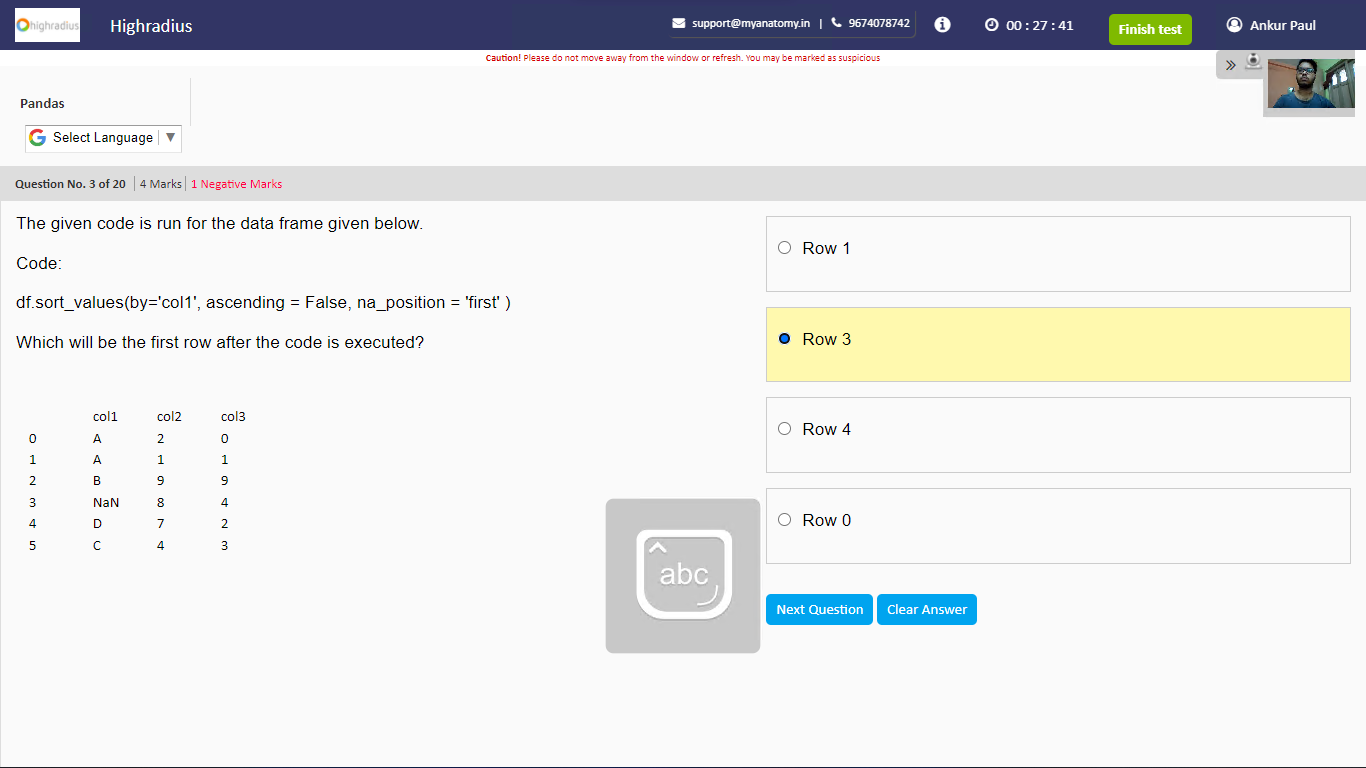 highradius
Highradius
support@myanatomy.in | 9674078742
00 : 27 : 41
Finish test
Ankur Paul
Caution! Please do not move away from the window or refresh. You may be marked as suspicious
Pandas
Select Language
Question No. 3 of 20 | 4 Marks | 1 Negative Marks
The given code is run for the data frame given below.
Code:
df.sort_values(by='col1', ascending = False, na_position = 'first' )
Which will be the first row after the code is executed?
col1 col2 col3
0 A 2 0
1 A 1 1
2 B 9 9
3 NaN 8 4
4 D 7 2
5 C 4 3
Row 1
Row 3
Row 4
Row 0
abc
Next Question
Clear Answer